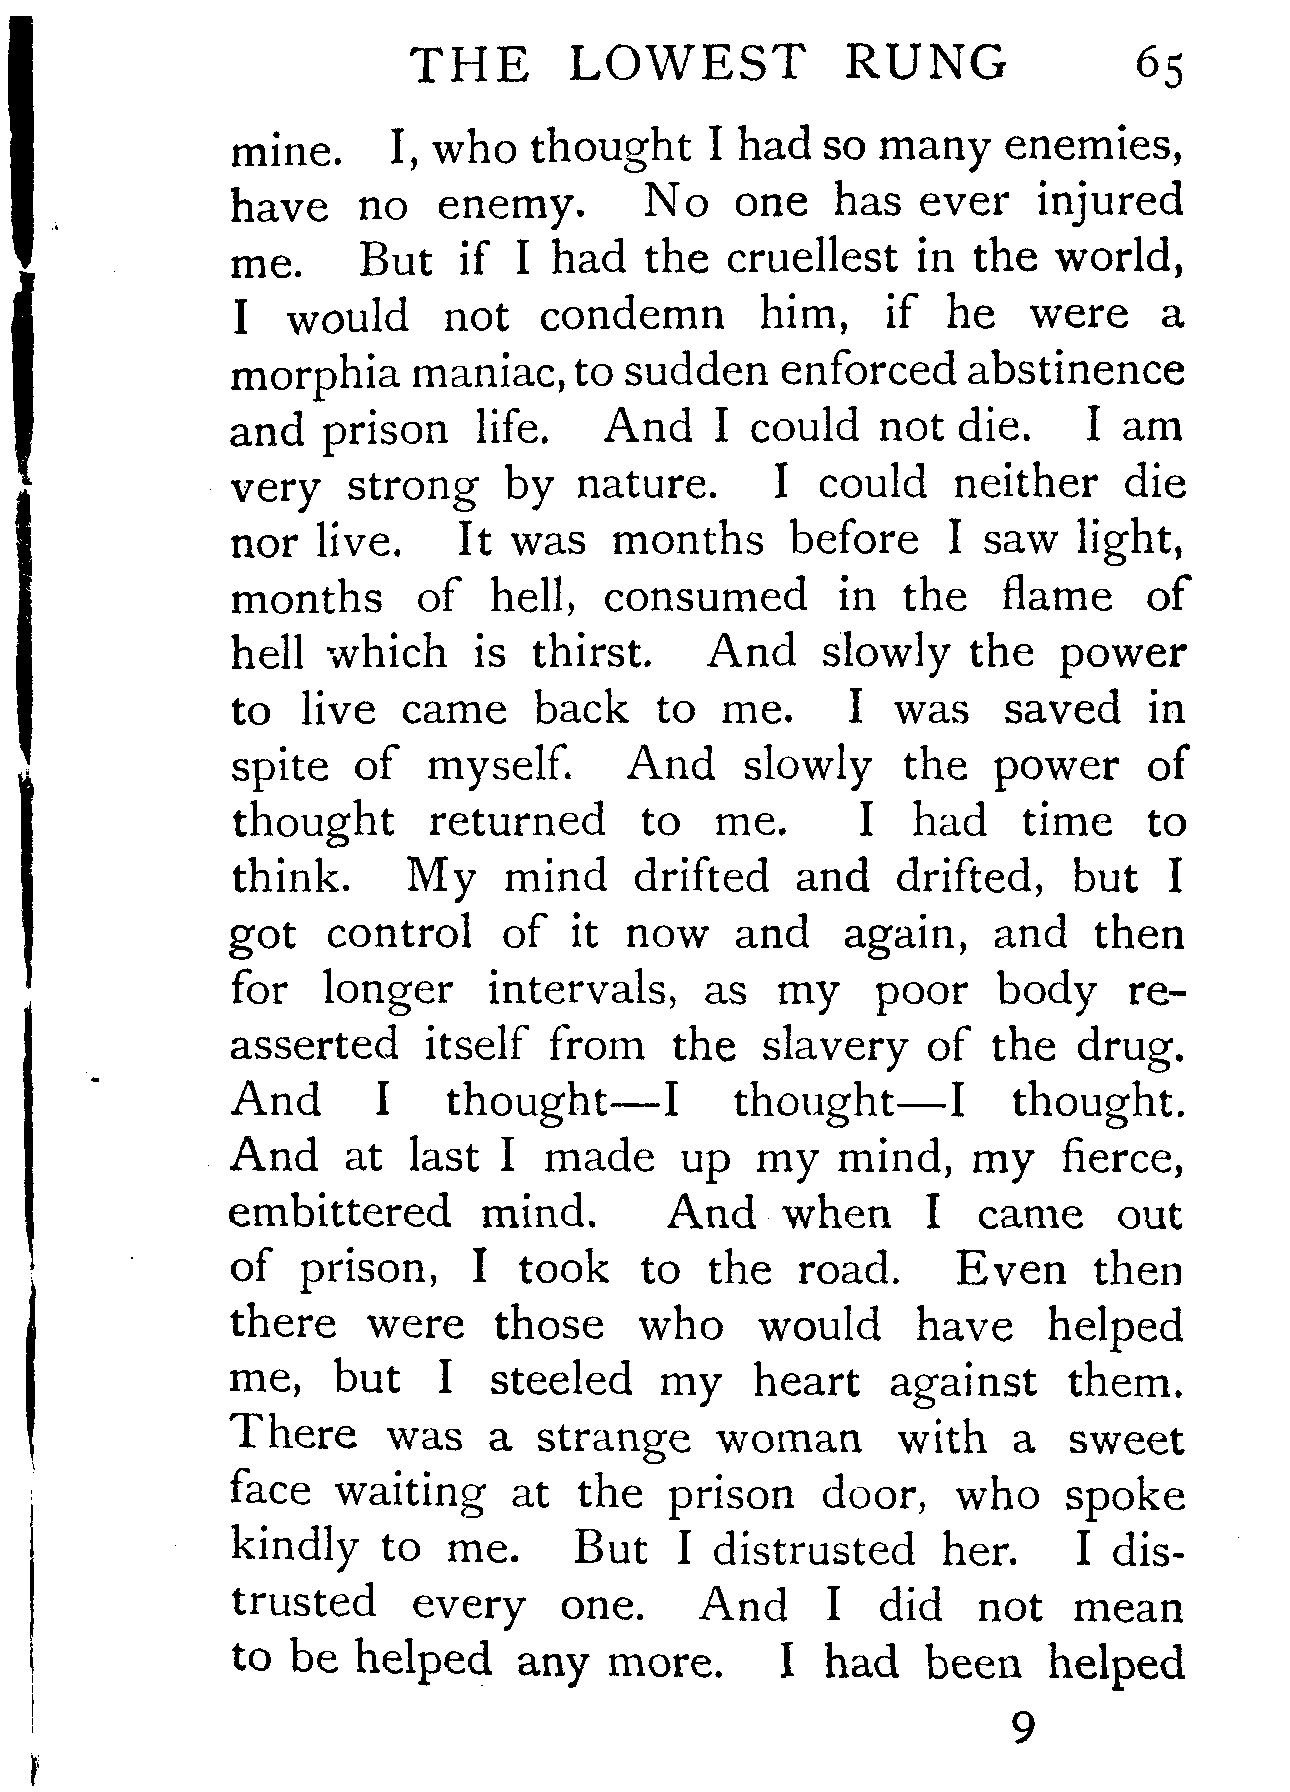 THE LOWEST RUNG 65
mine. I, who thought I had so many enemies,
have no enemy. No one has ever injured
me. But if I had the cruellest in the world,
I would not condemn him, if he were a
morphia maniac, to sudden enforced abstinence
and prison life. And I could not die. I am
very strong by nature. I could neither die
nor live. It was months before I saw light,
months of hell, consumed in the flame of
hell which is thirst. And slowly the power
to live came back to me. I was saved in
spite of myself. And slowly the power of
thought returned to me. I had time to
think. My mind drifted and drifted, but I
got control of it now and again, and then
for longer intervals, as my poor body re-
asserted itself from the slavery of the drug.
And I thought—I thought—I thought.
And at last I made up my mind, my fierce,
embittered mind. And when I came out
of prison, I took to the road. Even then
there were those who would have helped
me, but I steeled my heart against them.
There was a strange woman with a sweet
face waiting at the prison door, who spoke
kindly to me. But I distrusted her. I dis-
trusted every one. And I did not mean
to be helped any more. I had been helped
9